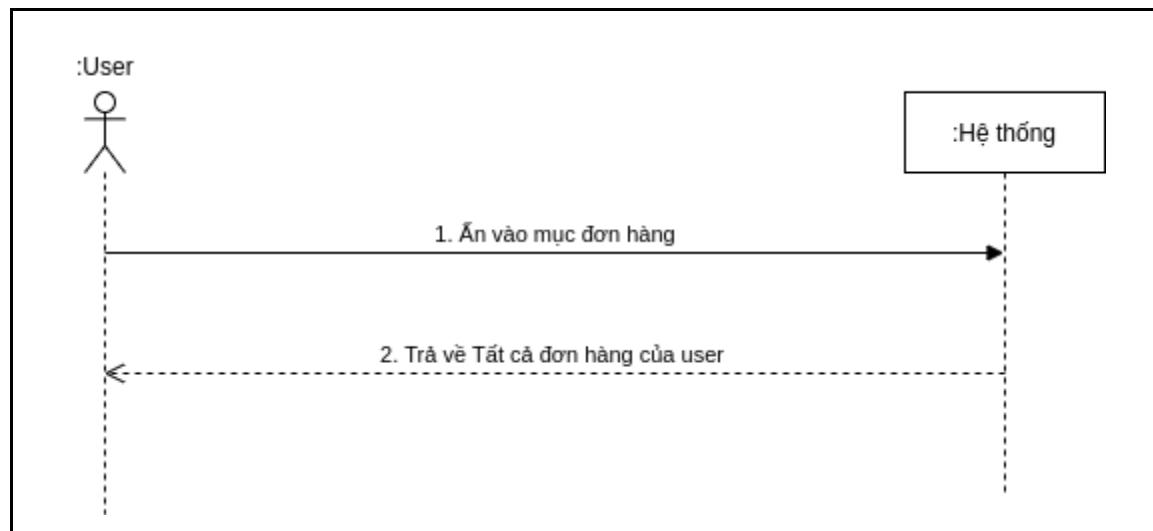 :User
:Hệ thống
1. Ấn vào mục đơn hàng
2. Trả về Tất cả đơn hàng của user